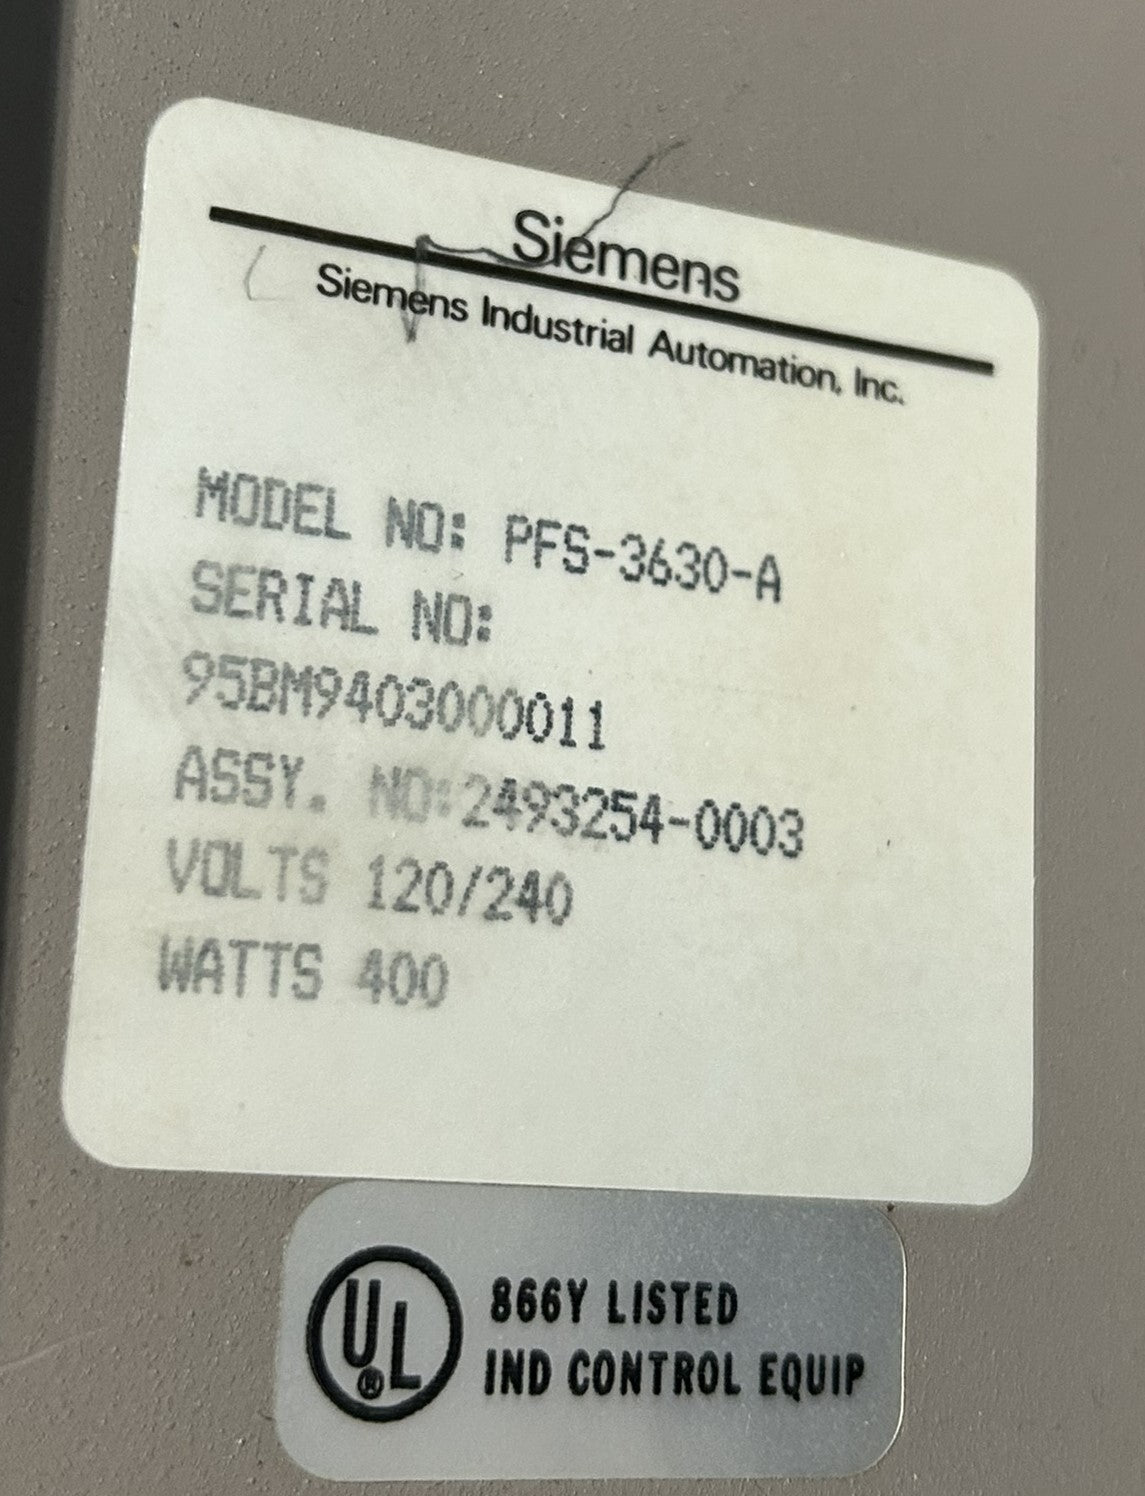 Siemens
Siemens Industrial Automation, Inc.
MODEL NO: PFS-3630-A
SERIAL NO:
95BM9403000011
ASSY. NO:2493254-0003
VOLTS 120/240
WATTS 400
UL®
866Y LISTED
IND CONTROL EQUIP